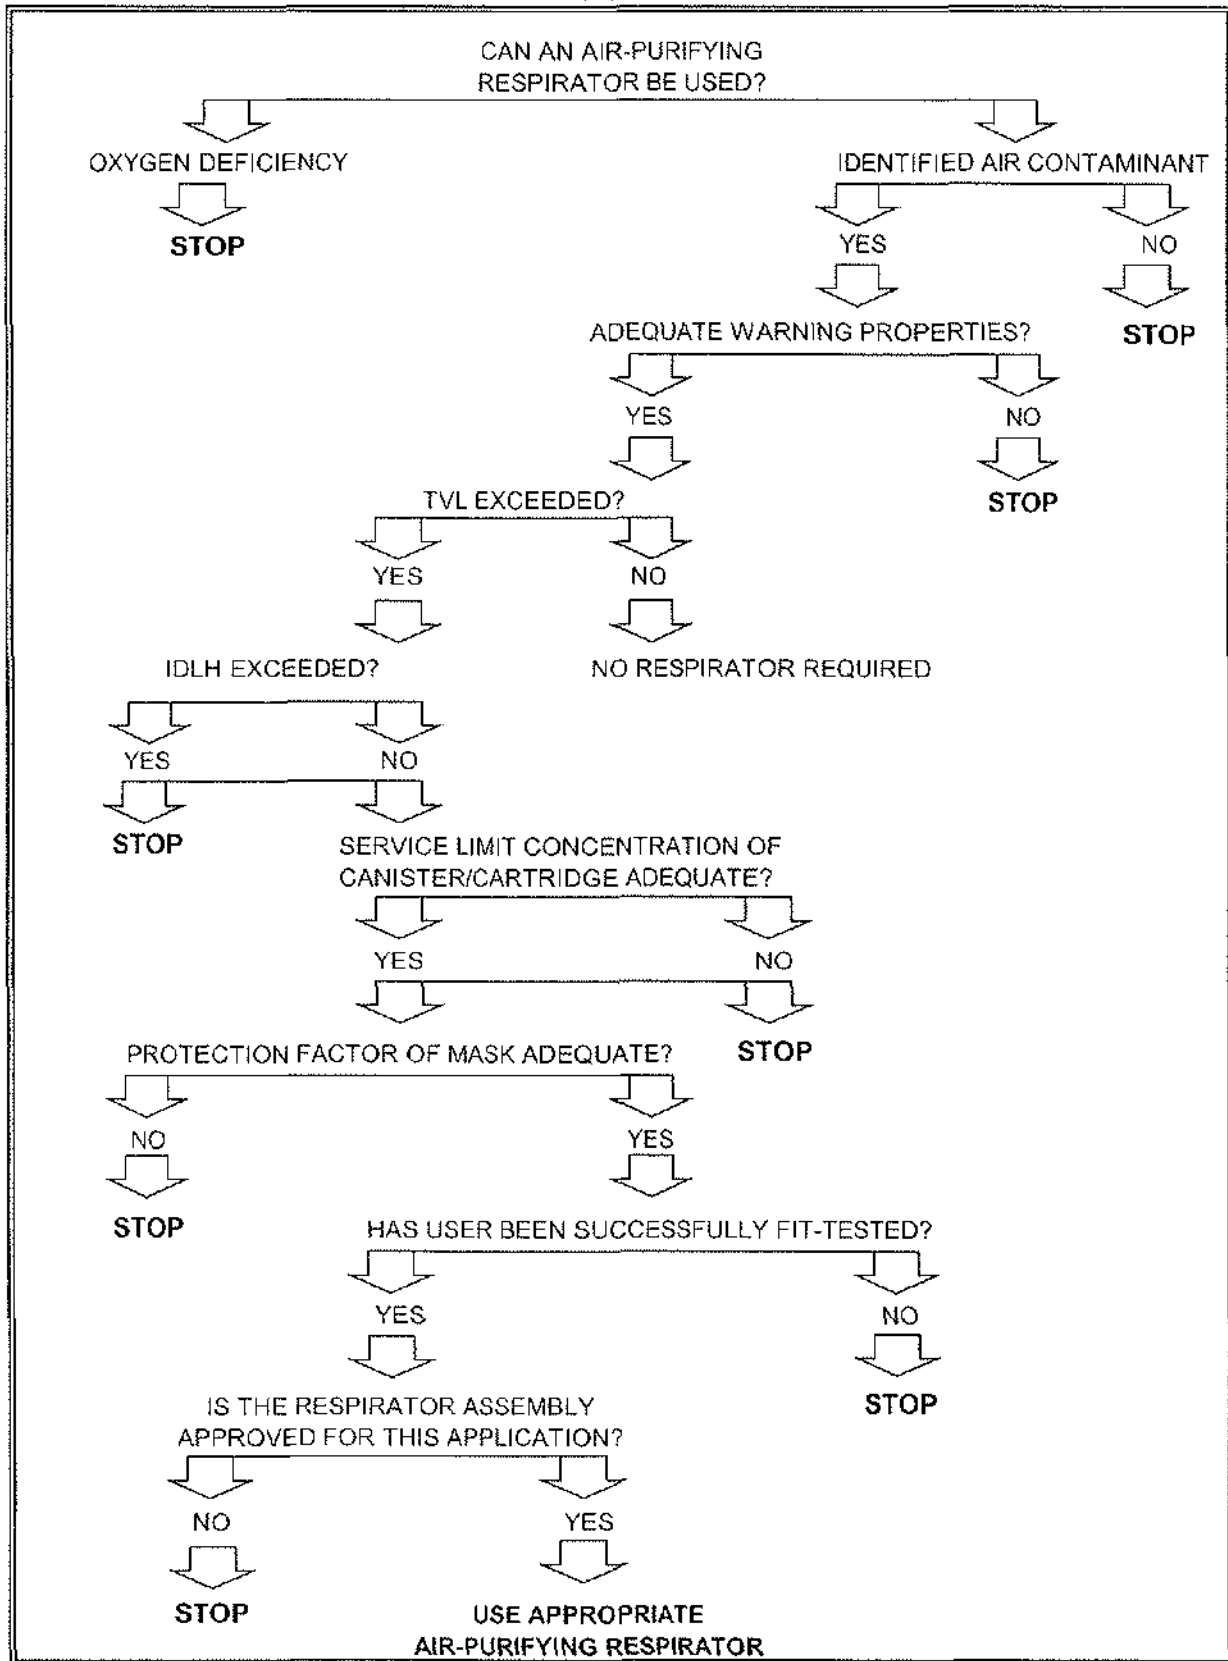 CAN AN AIR-PURIFYING
RESPIRATOR BE USED?
OXYGEN DEFICIENCY
IDENTIFIED AIR CONTAMINANT
STOP
YES
NO
ADEQUATE WARNING PROPERTIES?
STOP
YES
NO
TVL EXCEEDED?
STOP
YES
NO
IDLH EXCEEDED?
NO RESPIRATOR REQUIRED
YES
NO
STOP
SERVICE LIMIT CONCENTRATION OF
CANISTER/CARTRIDGE ADEQUATE?
YES
NO
PROTECTION FACTOR OF MASK ADEQUATE?
STOP
NO
YES
STOP
HAS USER BEEN SUCCESSFULLY FIT-TESTED?
YES
NO
IS THE RESPIRATOR ASSEMBLY
APPROVED FOR THIS APPLICATION?
STOP
NO
YES
STOP
USE APPROPRIATE
AIR-PURIFYING RESPIRATOR